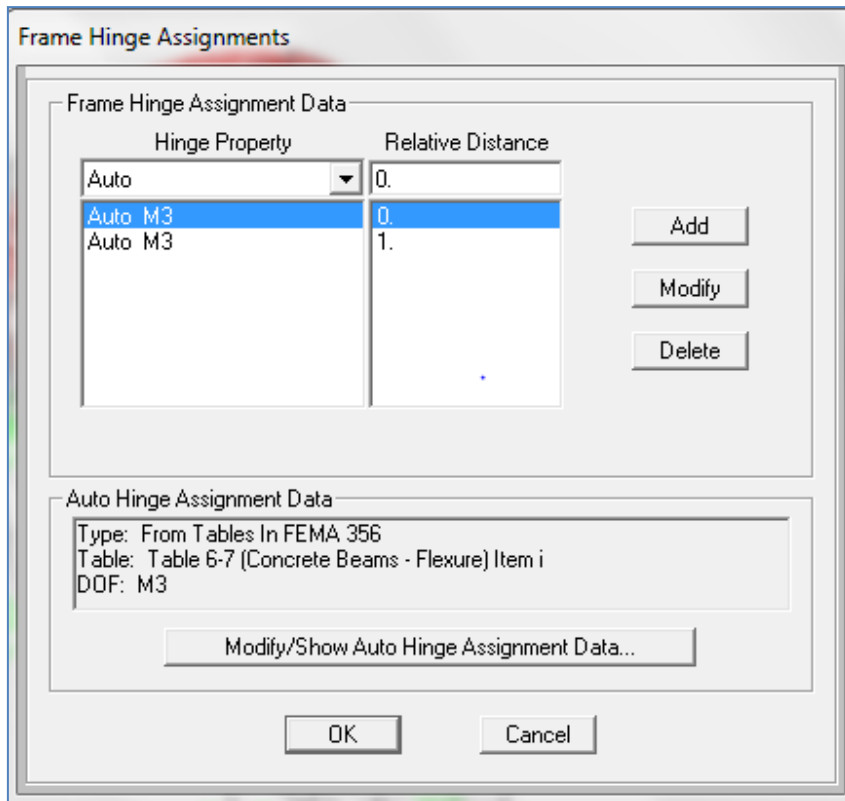 Frame Hinge Assignments
Frame Hinge Assignment Data
Hinge Property Relative Distance
Auto 0.
Auto M3 0.
Auto M3 1.
Add
Modify
Delete
Auto Hinge Assignment Data
Type: From Tables In FEMA 356
Table: Table 6-7 (Concrete Beams - Flexure) Item i
DOF: M3
Modify/Show Auto Hinge Assignment Data...
OK Cancel